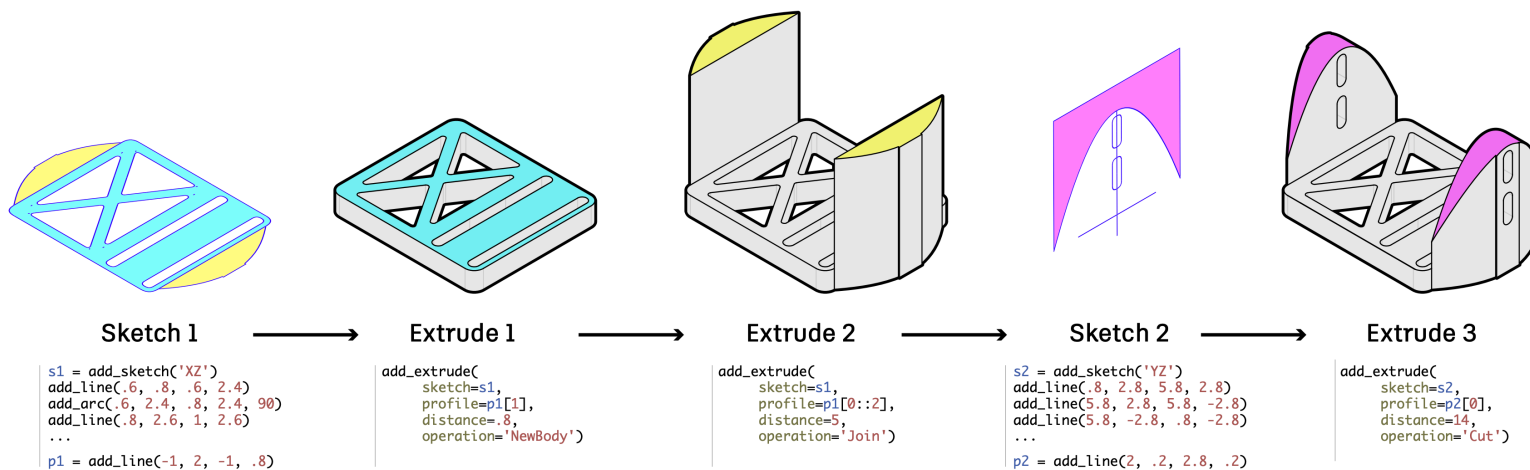 Sketch 1
Extrude 1
Extrude 2
Sketch 2
Extrude 3
s1 = add_sketch('XZ')
add_line(.6, .8, .6, 2.4)
add_arc(.6, 2.4, .8, 2.4, 90)
add_line(.8, 2.6, 1, 2.6)
...
p1 = add_line(-1, 2, -1, .8)
add_extrude(
sketch=s1,
profile=p1[1],
distance=.8,
operation='NewBody')
add_extrude(
sketch=s1,
profile=p1[0::2],
distance=5,
operation='Join')
s2 = add_sketch('YZ')
add_line(.8, 2.8, 5.8, 2.8)
add_line(5.8, 2.8, 5.8, -2.8)
add_line(5.8, -2.8, .8, -2.8)
...
p2 = add_line(2, .2, 2.8, .2)
add_extrude(
sketch=s2,
profile=p2[0],
distance=14,
operation='Cut')